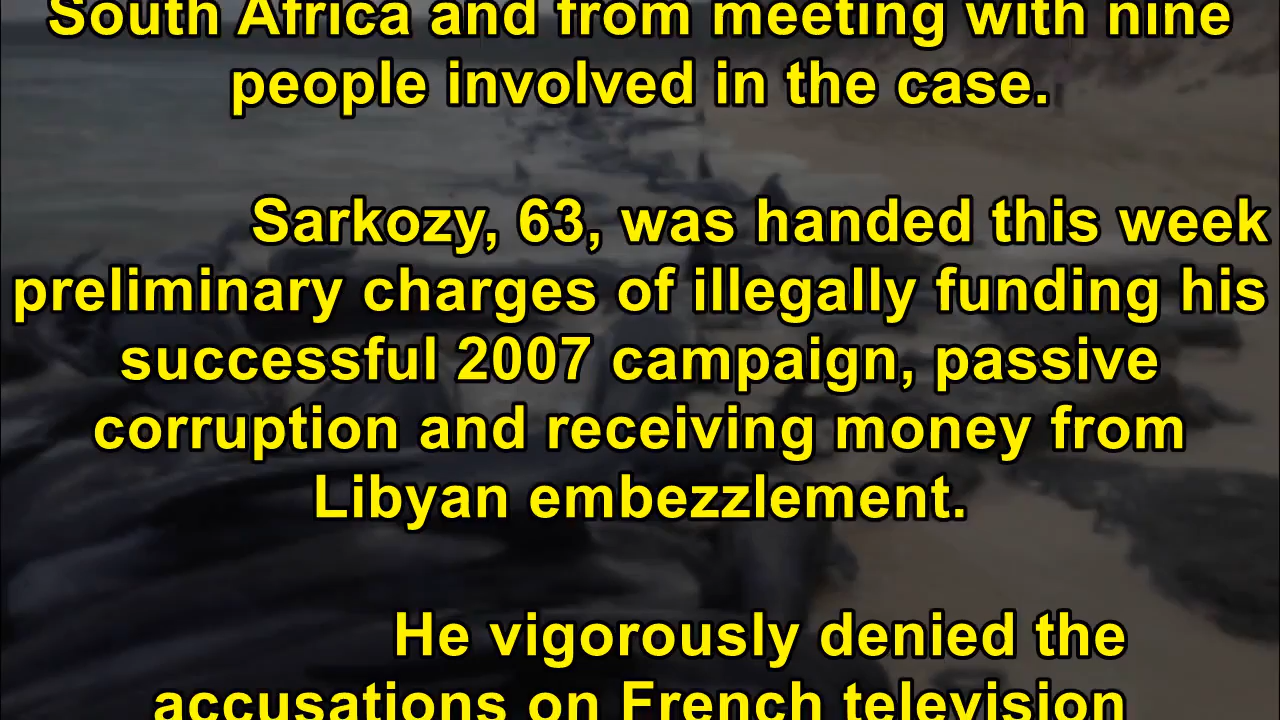 South Africa and from meeting with nine
people involved in the case.
Sarkozy, 63, was handed this week
preliminary charges of illegally funding his
successful 2007 campaign, passive
corruption and receiving money from
Libyan embezzlement.
He vigorously denied the
accusations on French television